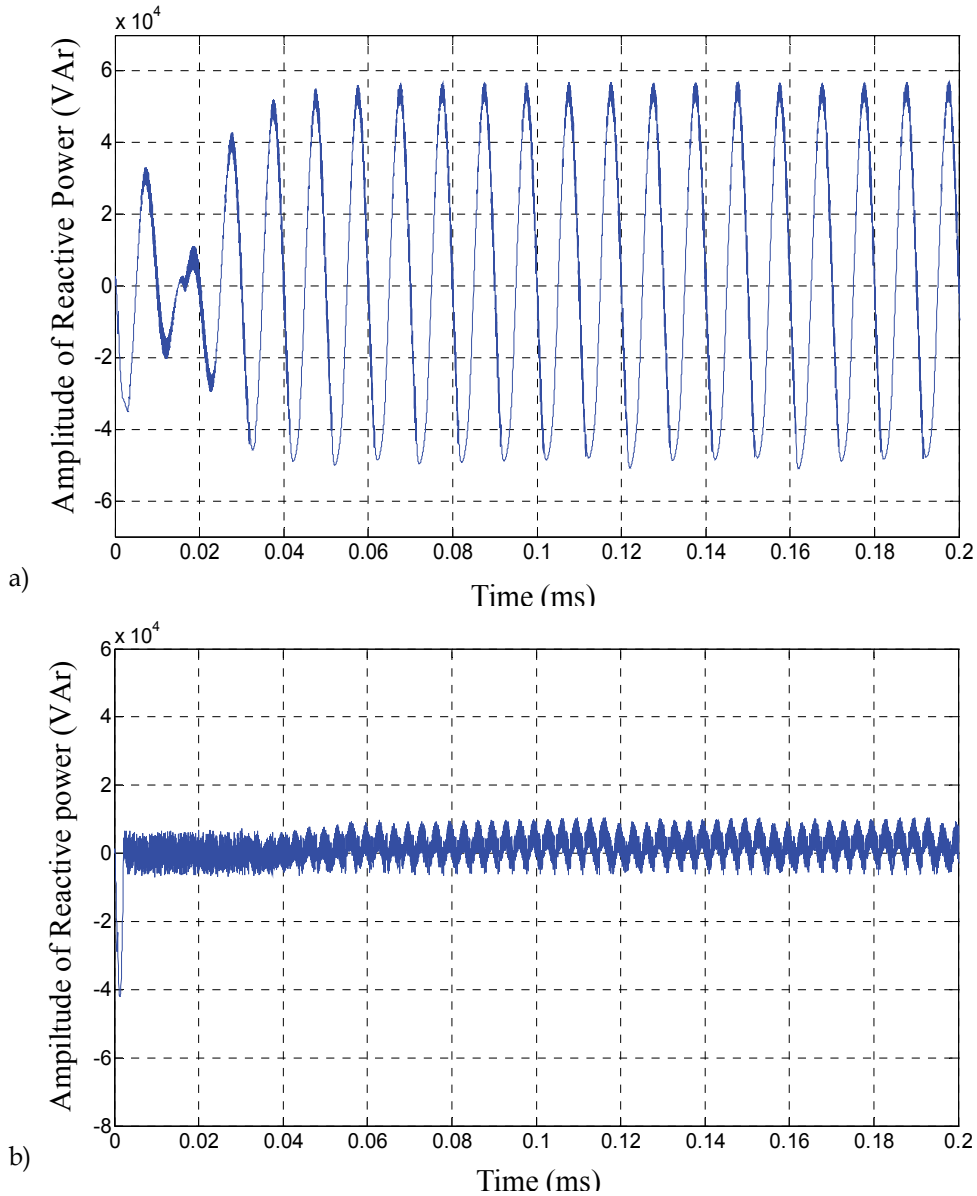 x 10^4
Amplitude of Reactive Power (VAr)
6
4
2
0
-2
-4
-6
0 0.02 0.04 0.06 0.08 0.1 0.12 0.14 0.16 0.18 0.2
a)
Time (ms)
x 10^4
Ampiltude of Reactive power (VAr)
6
4
2
0
-2
-4
-6
-8
0 0.02 0.04 0.06 0.08 0.1 0.12 0.14 0.16 0.18 0.2
b)
Time (ms)